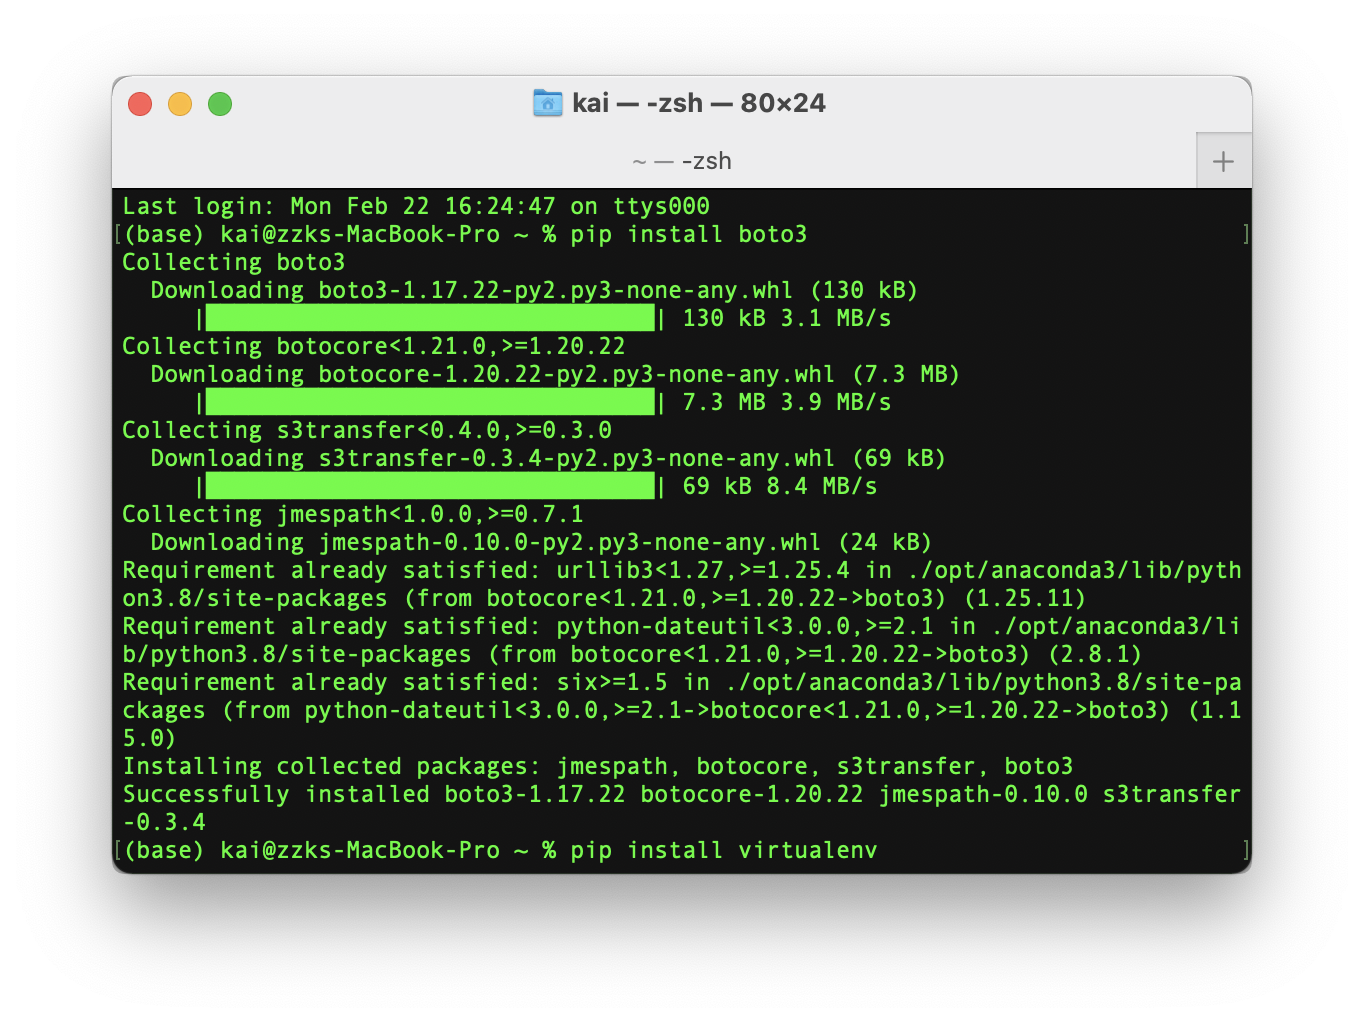 kai — -zsh — 80×24
~ — -zsh
+
Last login: Mon Feb 22 16:24:47 on ttys000
[(base) kai@zzks-MacBook-Pro ~ % pip install boto3 ]
Collecting boto3
  Downloading boto3-1.17.22-py2.py3-none-any.whl (130 kB)
     |████████████████████████████████| 130 kB 3.1 MB/s
Collecting botocore<1.21.0,>=1.20.22
  Downloading botocore-1.20.22-py2.py3-none-any.whl (7.3 MB)
     |████████████████████████████████| 7.3 MB 3.9 MB/s
Collecting s3transfer<0.4.0,>=0.3.0
  Downloading s3transfer-0.3.4-py2.py3-none-any.whl (69 kB)
     |████████████████████████████████| 69 kB 8.4 MB/s
Collecting jmespath<1.0.0,>=0.7.1
  Downloading jmespath-0.10.0-py2.py3-none-any.whl (24 kB)
Requirement already satisfied: urllib3<1.27,>=1.25.4 in ./opt/anaconda3/lib/pyth
on3.8/site-packages (from botocore<1.21.0,>=1.20.22->boto3) (1.25.11)
Requirement already satisfied: python-dateutil<3.0.0,>=2.1 in ./opt/anaconda3/li
b/python3.8/site-packages (from botocore<1.21.0,>=1.20.22->boto3) (2.8.1)
Requirement already satisfied: six>=1.5 in ./opt/anaconda3/lib/python3.8/site-pa
ckages (from python-dateutil<3.0.0,>=2.1->botocore<1.21.0,>=1.20.22->boto3) (1.1
5.0)
Installing collected packages: jmespath, botocore, s3transfer, boto3
Successfully installed boto3-1.17.22 botocore-1.20.22 jmespath-0.10.0 s3transfer
-0.3.4
[(base) kai@zzks-MacBook-Pro ~ % pip install virtualenv ]